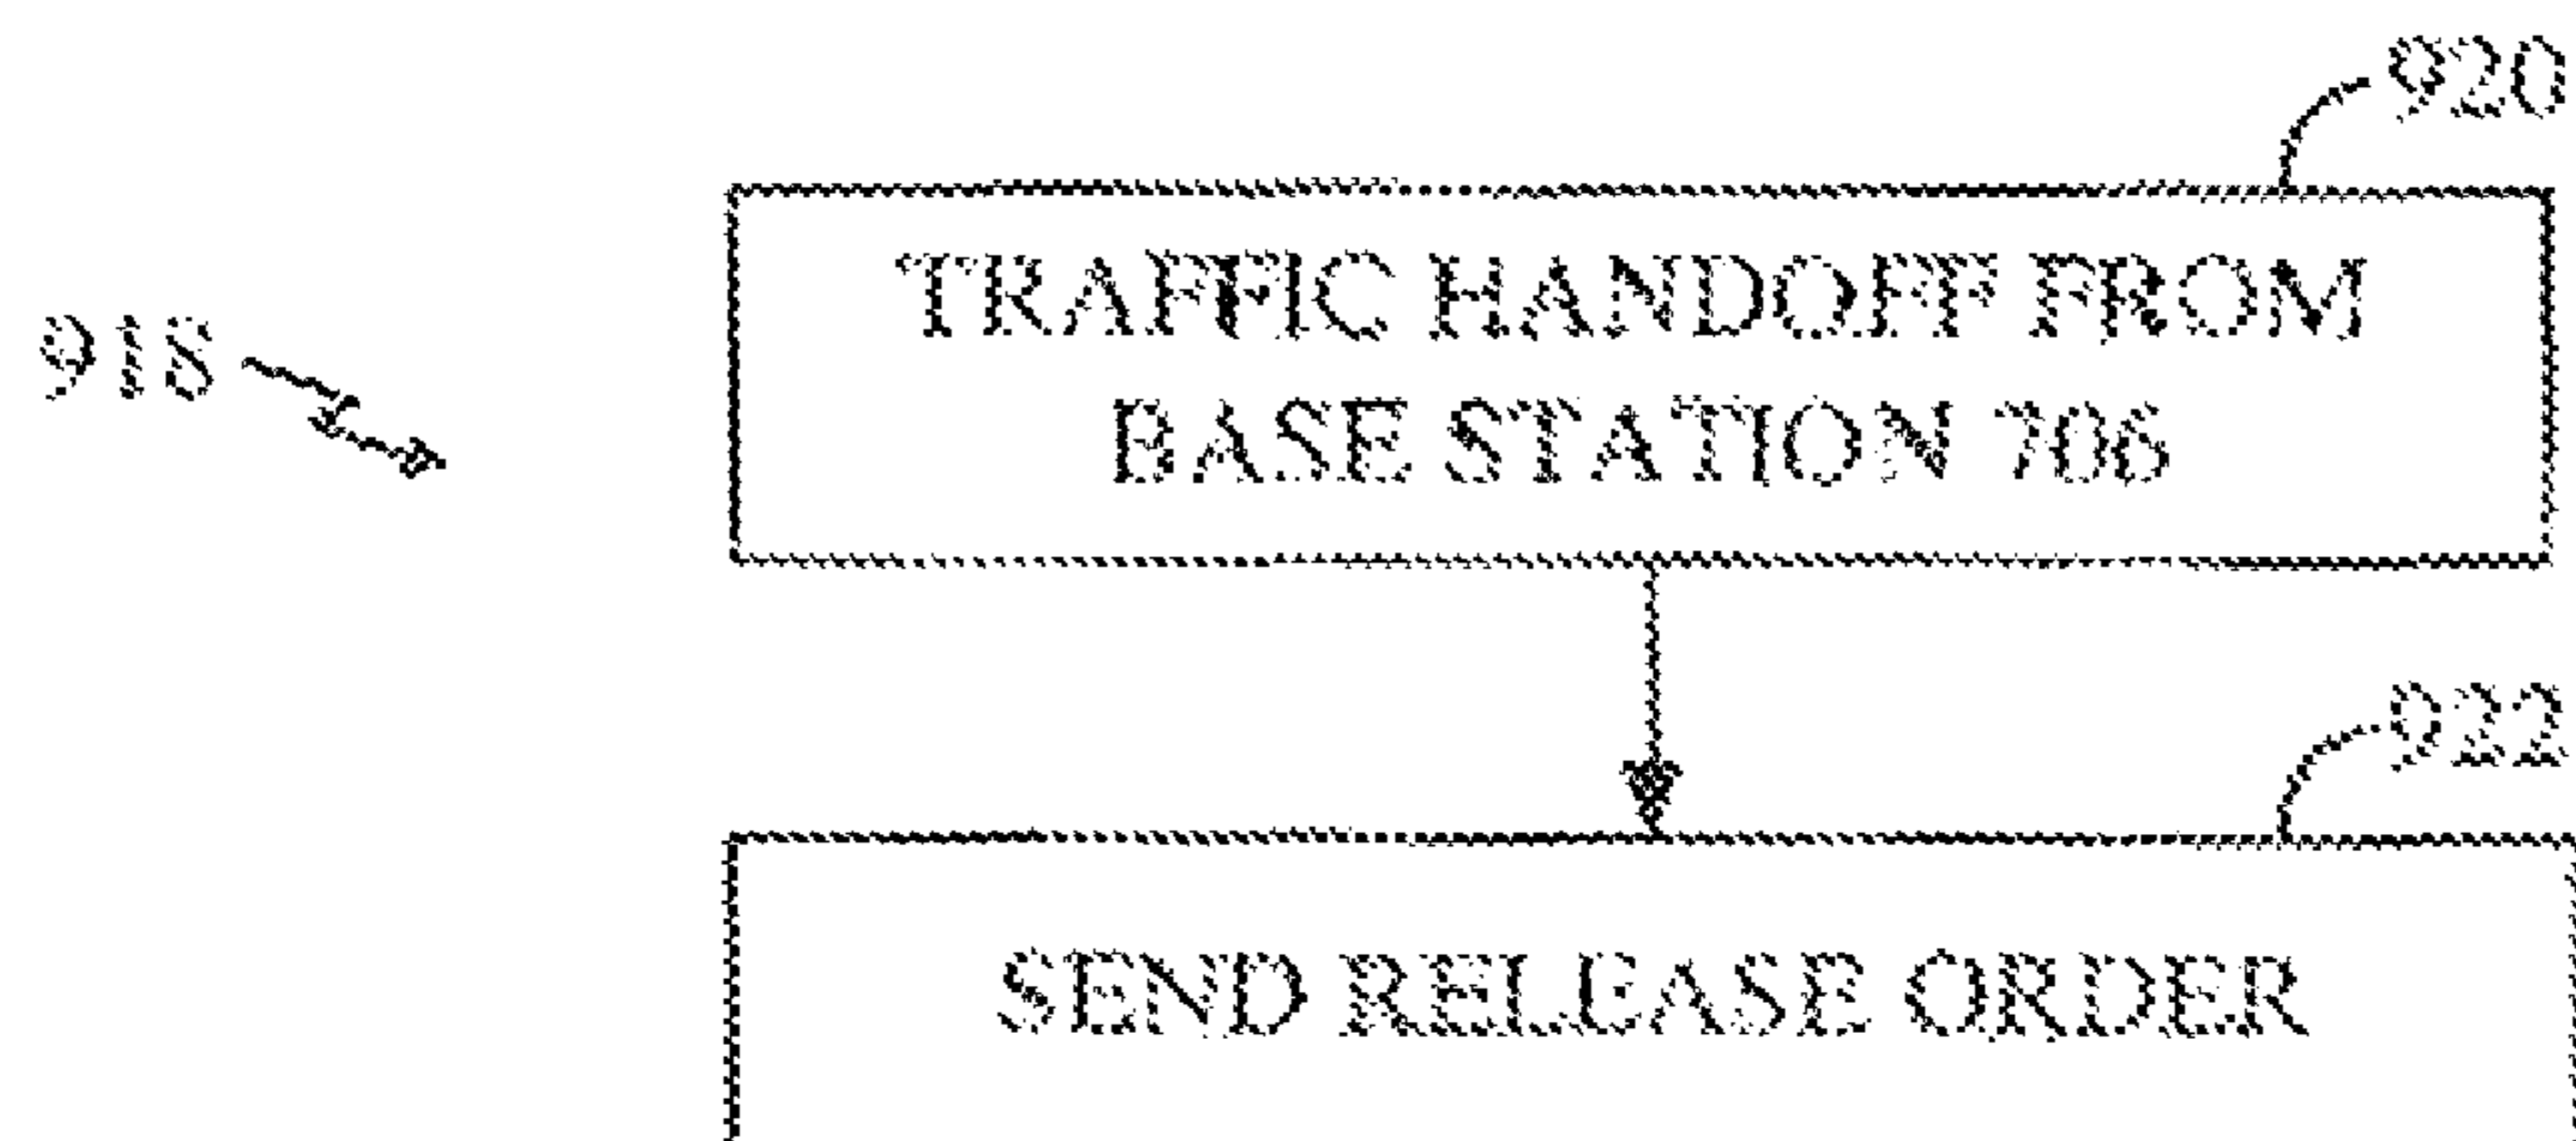 920
TRAFFIC HANDOFF FROM
918
BASE STATION 706
922
SEND RELEASE ORDER